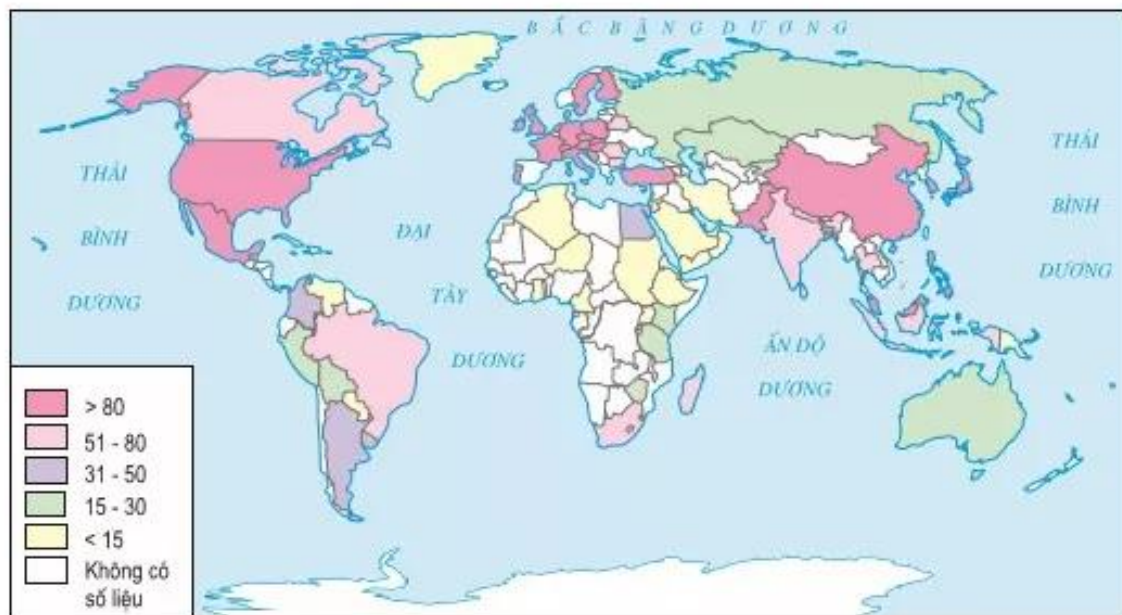 BẮC BĂNG DƯƠNG
THÁI
BÌNH
DƯƠNG
ĐẠI
TÂY
DƯƠNG
ẤN ĐỘ
DƯƠNG
THÁI
BÌNH
DƯƠNG
> 80
51 - 80
31 - 50
15 - 30
< 15
Không có
số liệu